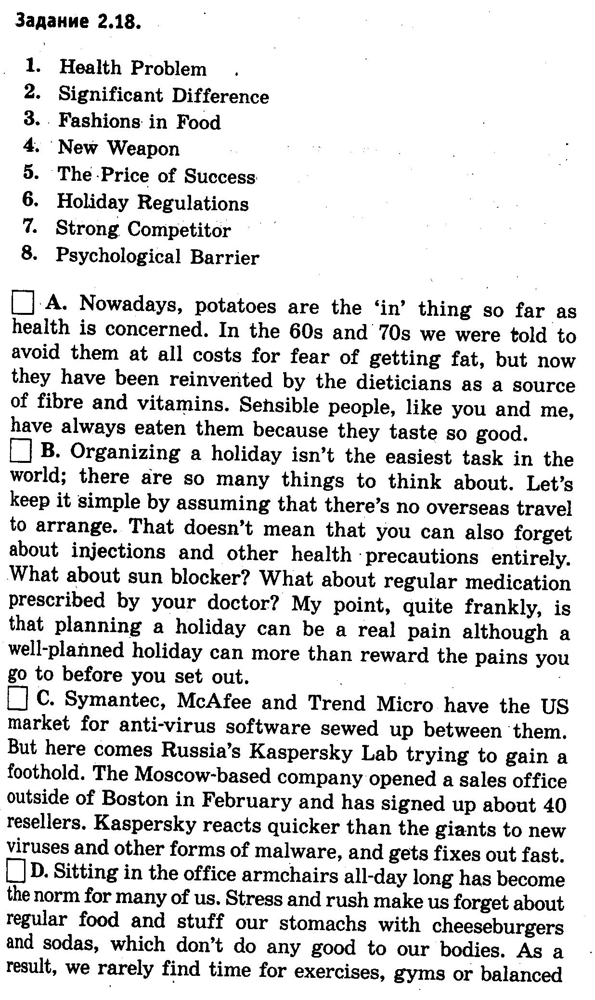 Задание 2.18.
1. Health Problem
2. Significant Difference
3. Fashions in Food
4. New Weapon
5. The Price of Success
6. Holiday Regulations
7. Strong Competitor
8. Psychological Barrier
A. Nowadays, potatoes are the ‘in’ thing so far as
health is concerned. In the 60s and 70s we were told to
avoid them at all costs for fear of getting fat, but now
they have been reinvented by the dieticians as a source
of fibre and vitamins. Sensible people, like you and me,
have always eaten them because they taste so good.
B. Organizing a holiday isn’t the easiest task in the
world; there are so many things to think about. Let’s
keep it simple by assuming that there’s no overseas travel
to arrange. That doesn’t mean that you can also forget
about injections and other health precautions entirely.
What about sun blocker? What about regular medication
prescribed by your doctor? My point, quite frankly, is
that planning a holiday can be a real pain although a
well-planned holiday can more than reward the pains you
go to before you set out.
C. Symantec, McAfee and Trend Micro have the US
market for anti-virus software sewed up between them.
But here comes Russia’s Kaspersky Lab trying to gain a
foothold. The Moscow-based company opened a sales office
outside of Boston in February and has signed up about 40
resellers. Kaspersky reacts quicker than the giants to new
viruses and other forms of malware, and gets fixes out fast.
D. Sitting in the office armchairs all-day long has become
the norm for many of us. Stress and rush make us forget about
regular food and stuff our stomachs with cheeseburgers
and sodas, which don’t do any good to our bodies. As a
result, we rarely find time for exercises, gyms or balanced